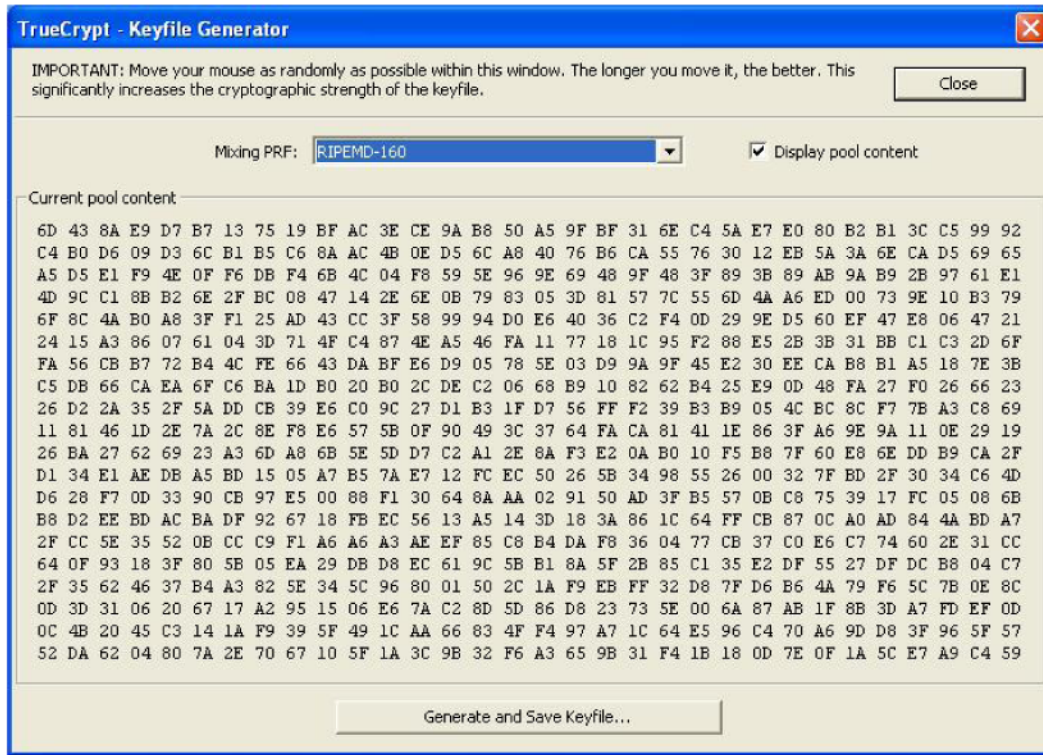 TrueCrypt - Keyfile Generator
IMPORTANT: Move your mouse as randomly as possible within this window. The longer you move it, the better. This
significantly increases the cryptographic strength of the keyfile.
Close
Mixing PRF: RIPEMD-160 Display pool content
Current pool content
6D 43 8A E9 D7 B7 13 75 19 BF AC 3E CE 9A B8 50 A5 9F BF 31 6E C4 5A E7 E0 80 B2 B1 3C C5 99 92
C4 B0 D6 09 D3 6C B1 B5 C6 8A AC 4B 0E D5 6C A8 40 76 B6 CA 55 76 30 12 EB 5A 3A 6E CA D5 69 65
A5 D5 E1 F9 4E 0F F6 DB F4 6B 4C 04 F8 59 5E 96 9E 69 48 9F 48 3F 89 3B 89 AB 9A B9 2B 97 61 E1
4D 9C C1 8B B2 6E 2F BC 08 47 14 2E 6E 0B 79 83 05 3D 81 57 7C 55 6D 4A A6 ED 00 73 9E 10 B3 79
6F 8C 4A B0 A8 3F F1 25 AD 43 CC 3F 58 99 94 D0 E6 40 36 C2 F4 0D 29 9E D5 60 EF 47 E8 06 47 21
24 15 A3 86 07 61 04 3D 71 4F C4 87 4E A5 46 FA 11 77 18 1C 95 F2 88 E5 2B 3B 31 BB C1 C3 2D 6F
FA 56 CB B7 72 B4 4C FE 66 43 DA BF E6 D9 05 78 5E 03 D9 9A 9F 45 E2 30 EE CA B8 B1 A5 18 7E 3B
C5 DB 66 CA EA 6F C6 BA 1D B0 20 B0 2C DE C2 06 68 B9 10 82 62 B4 25 E9 0D 48 FA 27 F0 26 66 23
26 D2 2A 35 2F 5A DD CB 39 E6 C0 9C 27 D1 B3 1F D7 56 FF F2 39 B3 B9 05 4C BC 8C F7 7B A3 C8 69
11 81 46 1D 2E 7A 2C 8E F8 E6 57 5B 0F 90 49 3C 37 64 FA CA 81 41 1E 86 3F A6 9E 9A 11 0E 29 19
26 BA 27 62 69 23 A3 6D A8 6B 5E 5D D7 C2 A1 2E 8A F3 E2 0A B0 10 F5 B8 7F 60 E8 6E DD B9 CA 2F
D1 34 E1 AE DB A5 BD 15 05 A7 B5 7A E7 12 FC EC 50 26 5B 34 98 55 26 00 32 7F BD 2F 30 34 C6 4D
D6 28 F7 0D 33 90 CB 97 E5 00 88 F1 30 64 8A AA 02 91 50 AD 3F B5 57 0B C8 75 39 17 FC 05 08 6B
B8 D2 EE BD AC BA DF 92 67 18 FB EC 56 13 A5 14 3D 18 3A 86 1C 64 FF CB 87 0C A0 AD 84 4A BD A7
2F CC 5E 35 52 0B CC C9 F1 A6 A6 A3 AE EF 85 C8 B4 DA F8 36 04 77 CB 37 C0 E6 C7 74 60 2E 31 CC
64 0F 93 18 3F 80 5B 05 EA 29 DB D8 EC 61 9C 5B B1 8A 5F 2B 85 C1 35 E2 DF 55 27 DF DC B8 04 C7
2F 35 62 46 37 B4 A3 82 5E 34 5C 96 80 01 50 2C 1A F9 EB FF 32 D8 7F D6 B6 4A 79 F6 5C 7B 0E 8C
0D 3D 31 06 20 67 17 A2 95 15 06 E6 7A C2 8D 5D 86 D8 23 73 5E 00 6A 87 AB 1F 8B 3D A7 FD EF 0D
0C 4B 20 45 C3 14 1A F9 39 5F 49 1C AA 66 83 4F F4 97 A7 1C 64 E5 96 C4 70 A6 9D D8 3F 96 5F 57
52 DA 62 04 80 7A 2E 70 67 10 5F 1A 3C 9B 32 F6 A3 65 9B 31 F4 1B 18 0D 7E 0F 1A 5C E7 A9 C4 59
Generate and Save Keyfile...